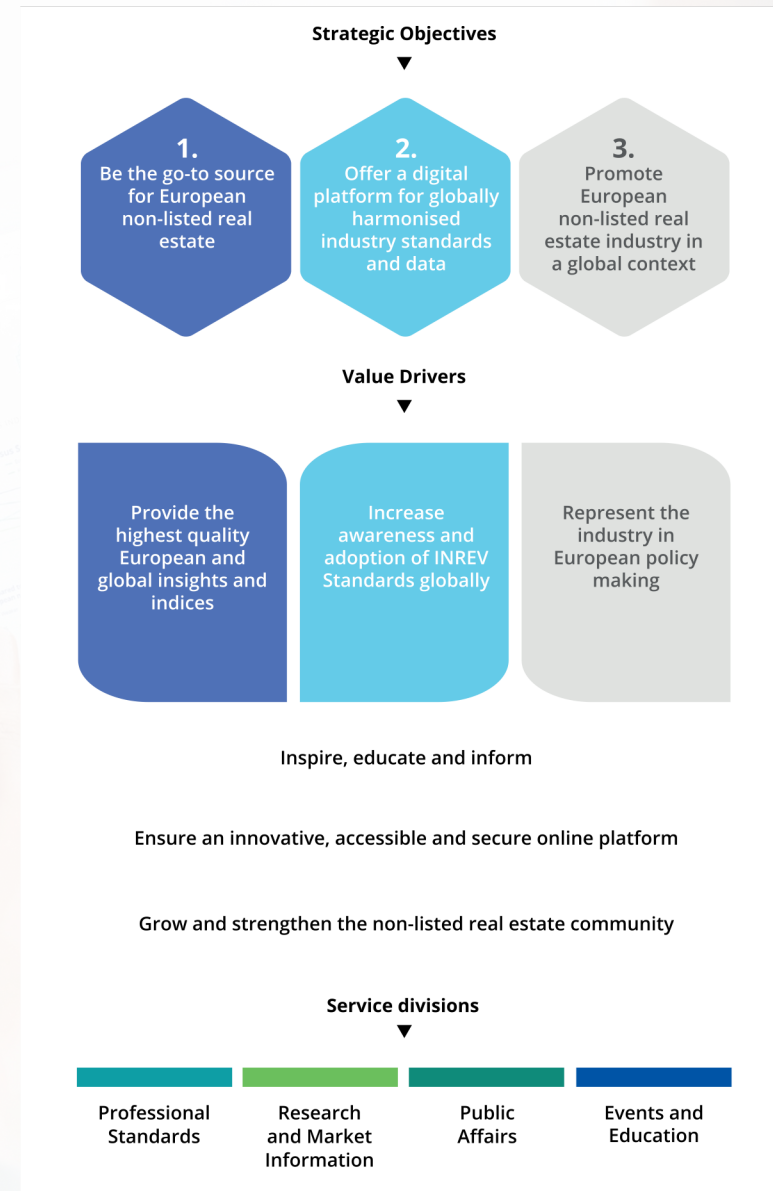 Strategic Objectives
1.
Be the go-to source
for European
non-listed real
estate
2.
Offer a digital
platform for globally
harmonised
industry standards
and data
3.
Promote
European
non-listed real
estate industry in
a global context
Value Drivers
Provide the
highest quality
European and
global insights and
indices
Increase
awareness and
adoption of INREV
Standards globally
Represent the
industry in
European policy
making
Inspire, educate and inform
Ensure an innovative, accessible and secure online platform
Grow and strengthen the non-listed real estate community
Service divisions
Professional
Standards
Research
and Market
Information
Public
Affairs
Events and
Education